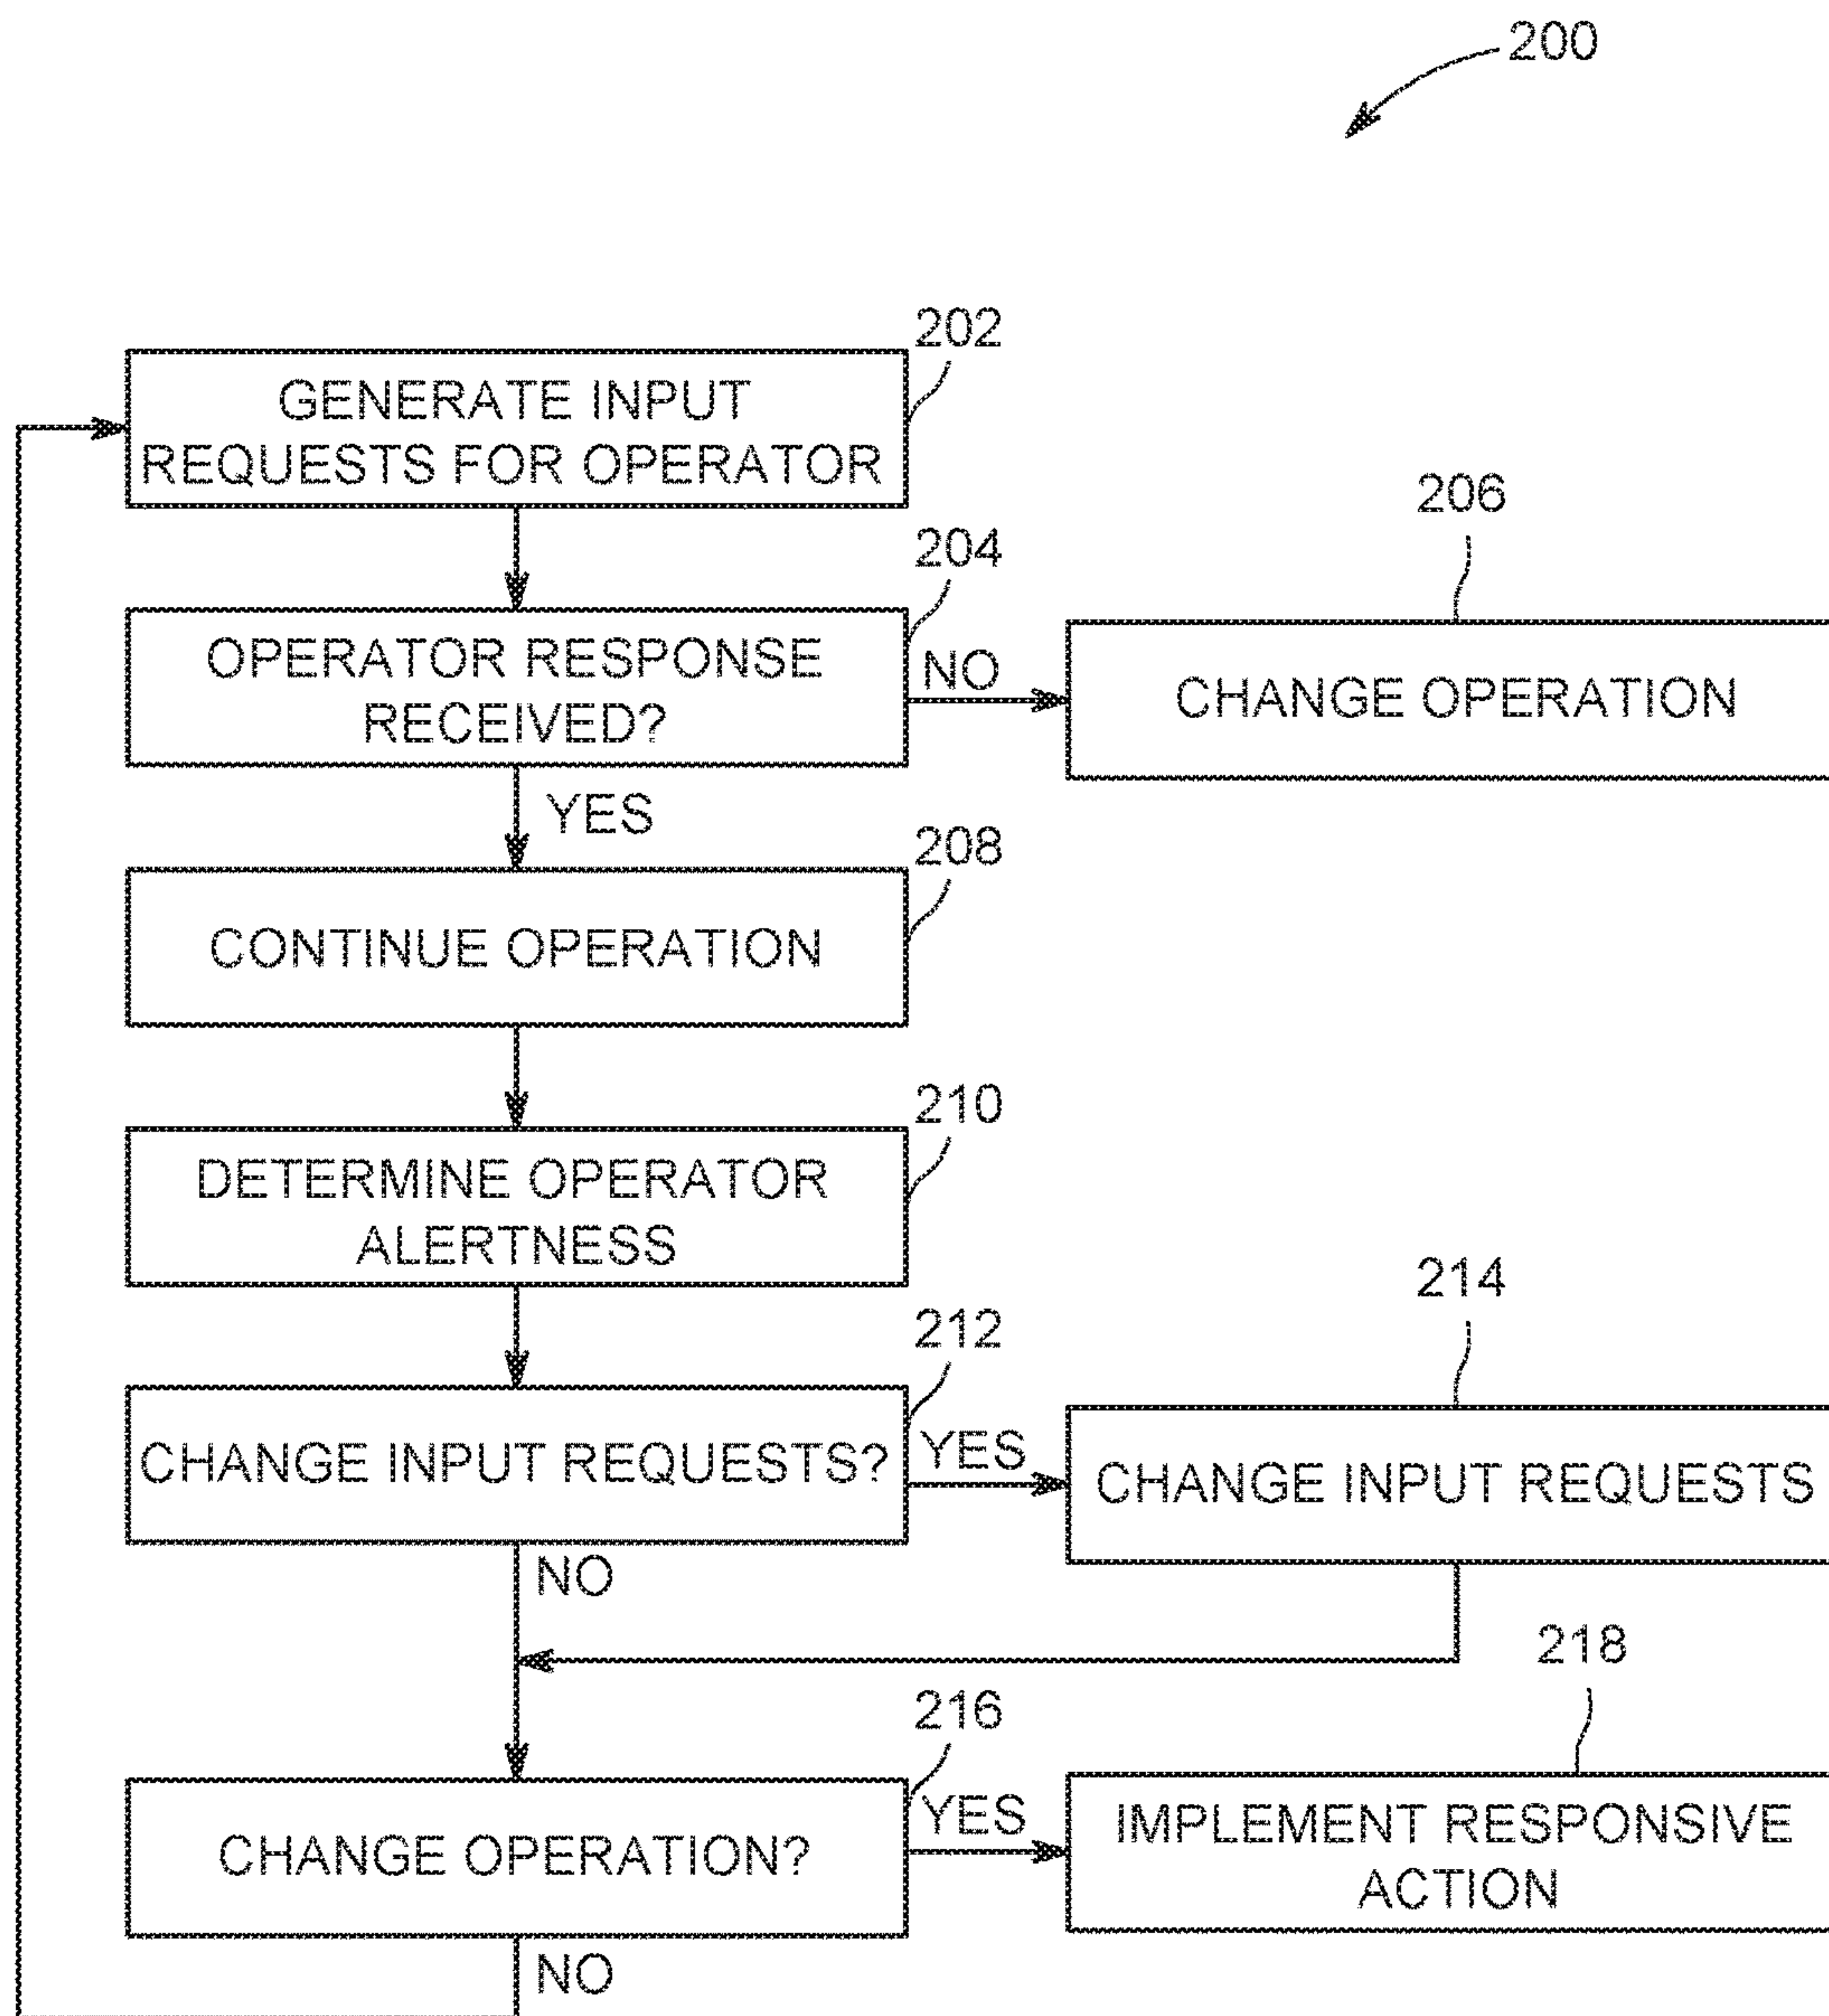 200
202
GENERATE INPUT
REQUESTS FOR OPERATOR
204
206
OPERATOR RESPONSE
RECEIVED?
NO
CHANGE OPERATION
YES
208
CONTINUE OPERATION
210
DETERMINE OPERATOR
ALERTNESS
212
214
CHANGE INPUT REQUESTS?
YES
CHANGE INPUT REQUESTS
NO
218
216
CHANGE OPERATION?
YES
IMPLEMENT RESPONSIVE
ACTION
NO